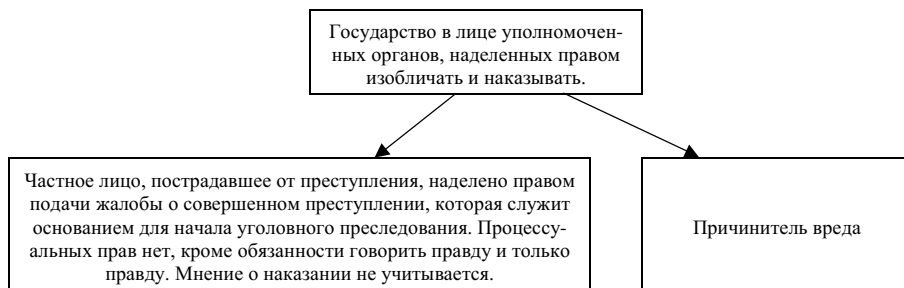 Государство в лице уполномочен-
ных органов, наделенных правом
изобличать и наказывать.
Частное лицо, пострадавшее от преступления, наделено правом
подачи жалобы о совершенном преступлении, которая служит
основанием для начала уголовного преследования. Процессу-
альных прав нет, кроме обязанности говорить правду и только
правду. Мнение о наказании не учитывается.
Причинитель вреда